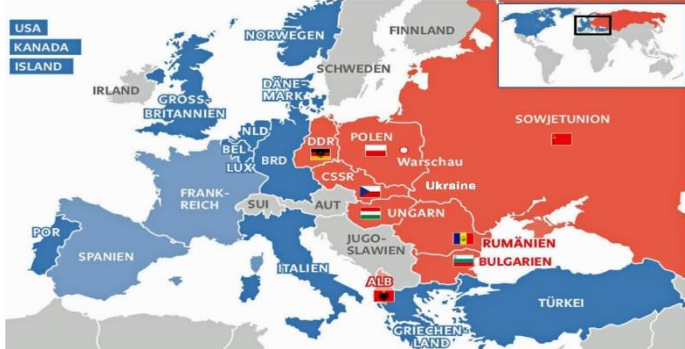 USA
KANADA
ISLAND
NORWEGEN
FINNLAND
SCHWEDEN
IRLAND
GROSS-
BRITANNIEN
DÄNE-
MARK
SOWJETUNION
NLD
BEL
LUX
BRD
DDR
POLEN
Warschau
CSSR
Ukraine
FRANK-
REICH
SUI
AUT
UNGARN
JUGO-
SLAWIEN
RUMÄNIEN
BULGARIEN
POR
SPANIEN
ITALIEN
ALB
TÜRKEI
GRIECHEN-
LAND